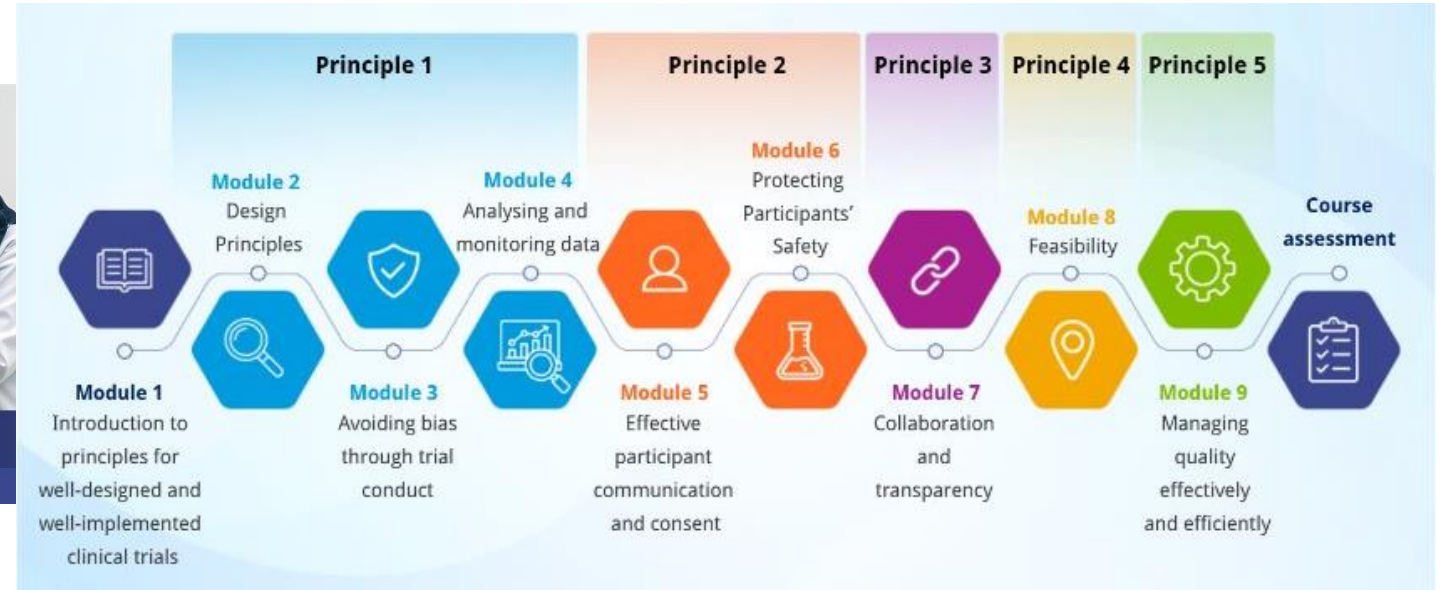 Principle 1
Principle 2
Principle 3
Principle 4
Principle 5
Module 1
Introduction to
principles for
well-designed and
well-implemented
clinical trials
Module 2
Design
Principles
Module 3
Avoiding bias
through trial
conduct
Module 4
Analysing and
monitoring data
Module 5
Effective
participant
communication
and consent
Module 6
Protecting
Participants’
Safety
Module 7
Collaboration
and
transparency
Module 8
Feasibility
Module 9
Managing
quality
effectively
and efficiently
Course
assessment